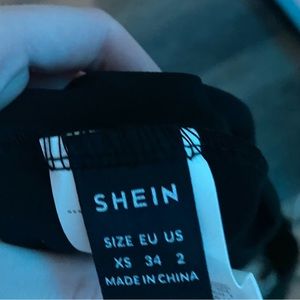 SHEIN
SIZE EU US
XS 34 2
MADE IN CHINA